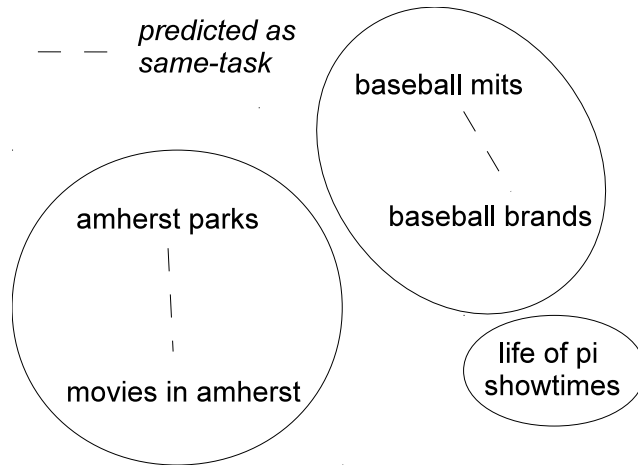 predicted as
same-task
baseball mits
baseball brands
amherst parks
movies in amherst
life of pi
showtimes